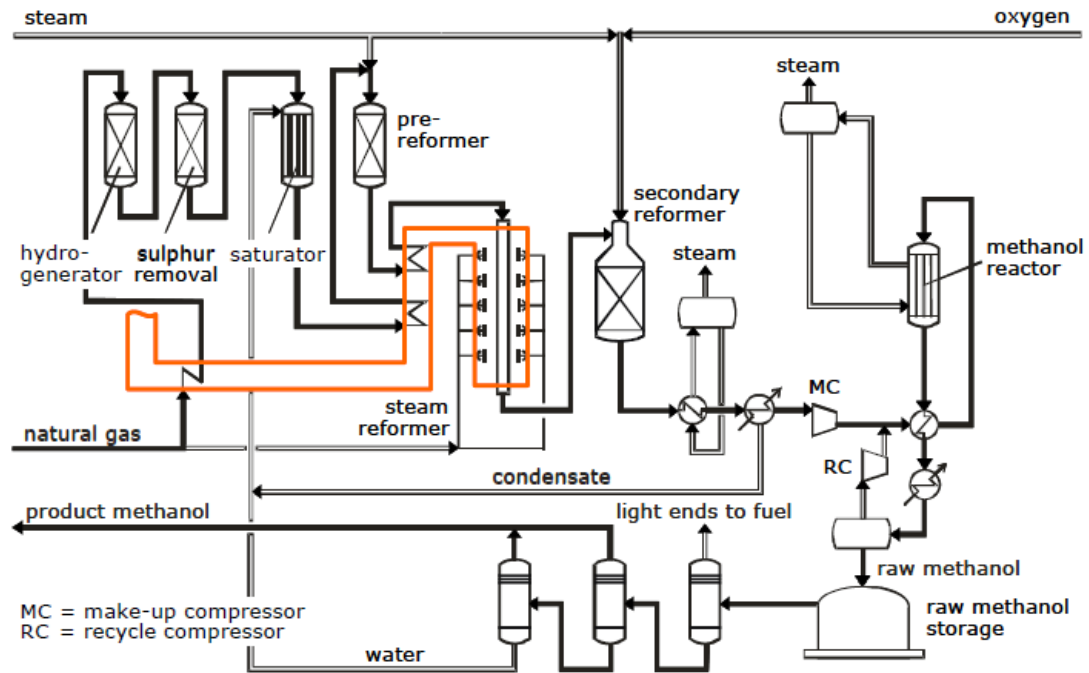 steam
oxygen
steam
pre-
reformer
secondary
reformer
hydro-
generator
sulphur
removal
saturator
steam
methanol
reactor
steam
reformer
MC
natural gas
RC
condensate
product methanol
light ends to fuel
raw methanol
MC = make-up compressor
RC = recycle compressor
raw methanol
storage
water